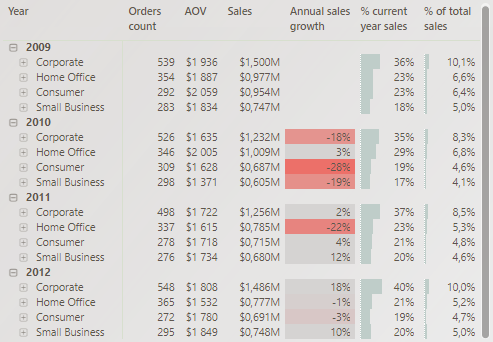 Year Orders count AOV Sales Annual sales growth % current year sales % of total sales
2009
Corporate 539 $1 936 $1,500M 36% 10,1%
Home Office 354 $1 887 $0,977M 23% 6,6%
Consumer 292 $2 059 $0,954M 23% 6,4%
Small Business 283 $1 834 $0,747M 18% 5,0%
2010
Corporate 526 $1 635 $1,232M -18% 35% 8,3%
Home Office 346 $2 005 $1,009M 3% 29% 6,8%
Consumer 309 $1 628 $0,687M -28% 19% 4,6%
Small Business 298 $1 371 $0,605M -19% 17% 4,1%
2011
Corporate 498 $1 722 $1,256M 2% 37% 8,5%
Home Office 337 $1 615 $0,785M -22% 23% 5,3%
Consumer 278 $1 718 $0,715M 4% 21% 4,8%
Small Business 276 $1 734 $0,680M 12% 20% 4,6%
2012
Corporate 548 $1 808 $1,486M 18% 40% 10,0%
Home Office 365 $1 532 $0,777M -1% 21% 5,2%
Consumer 272 $1 780 $0,691M -3% 19% 4,7%
Small Business 295 $1 849 $0,748M 10% 20% 5,0%